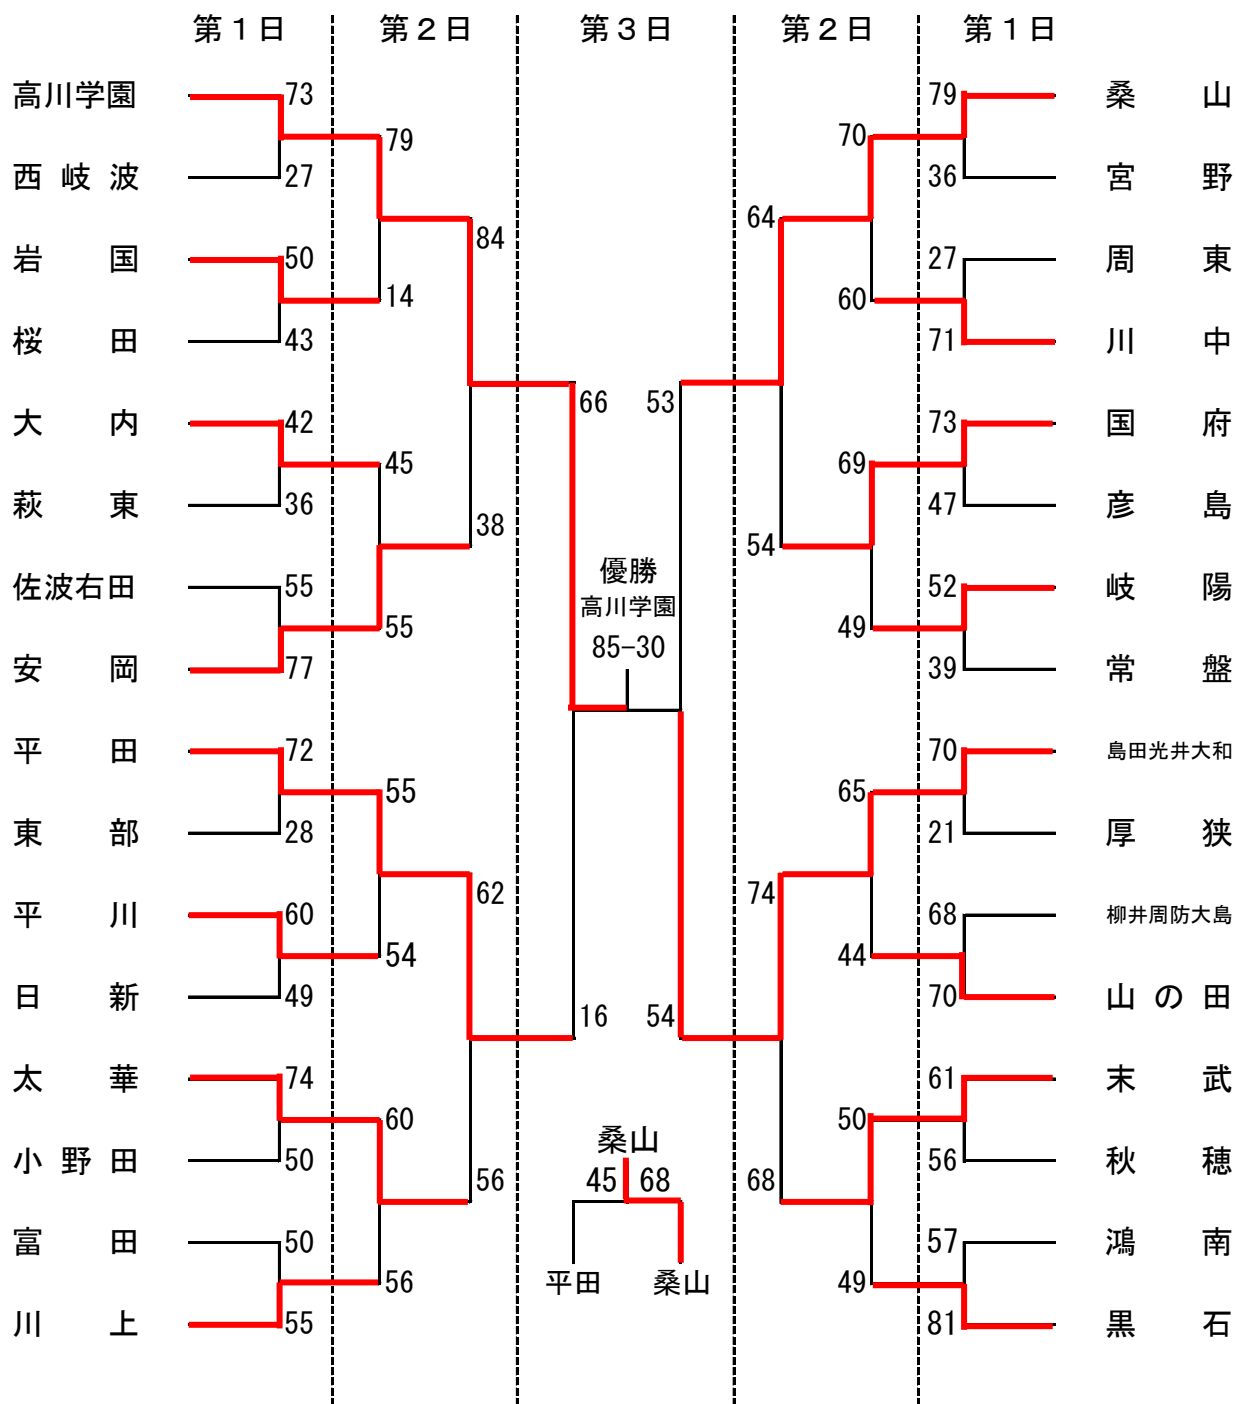 第１日 第２日 第３日 第２日 第１日
高川学園 73 79 桑山
79 70
西岐波 27 36 宮野
84 64
岩国 50 27 周東
14 60
桜田 43 71 川中
66 53
大内 42 73 国府
45 69
萩東 36 47 彦島
38 54
優勝
佐波右田 55 52 岐陽
高川学園
55 49
85-30
安岡 77 39 常盤
平田 72 70 島田光井大和
55 65
東部 28 21 厚狭
62 74
平川 60 68 柳井周防大島
54 44
日新 49 70 山の田
16 54
太華 74 61 末武
60 50
桑山
小野田 50 56 秋穂
45 68
56 68
富田 50 57 鴻南
56 49
平田 桑山
川上 55 81 黒石